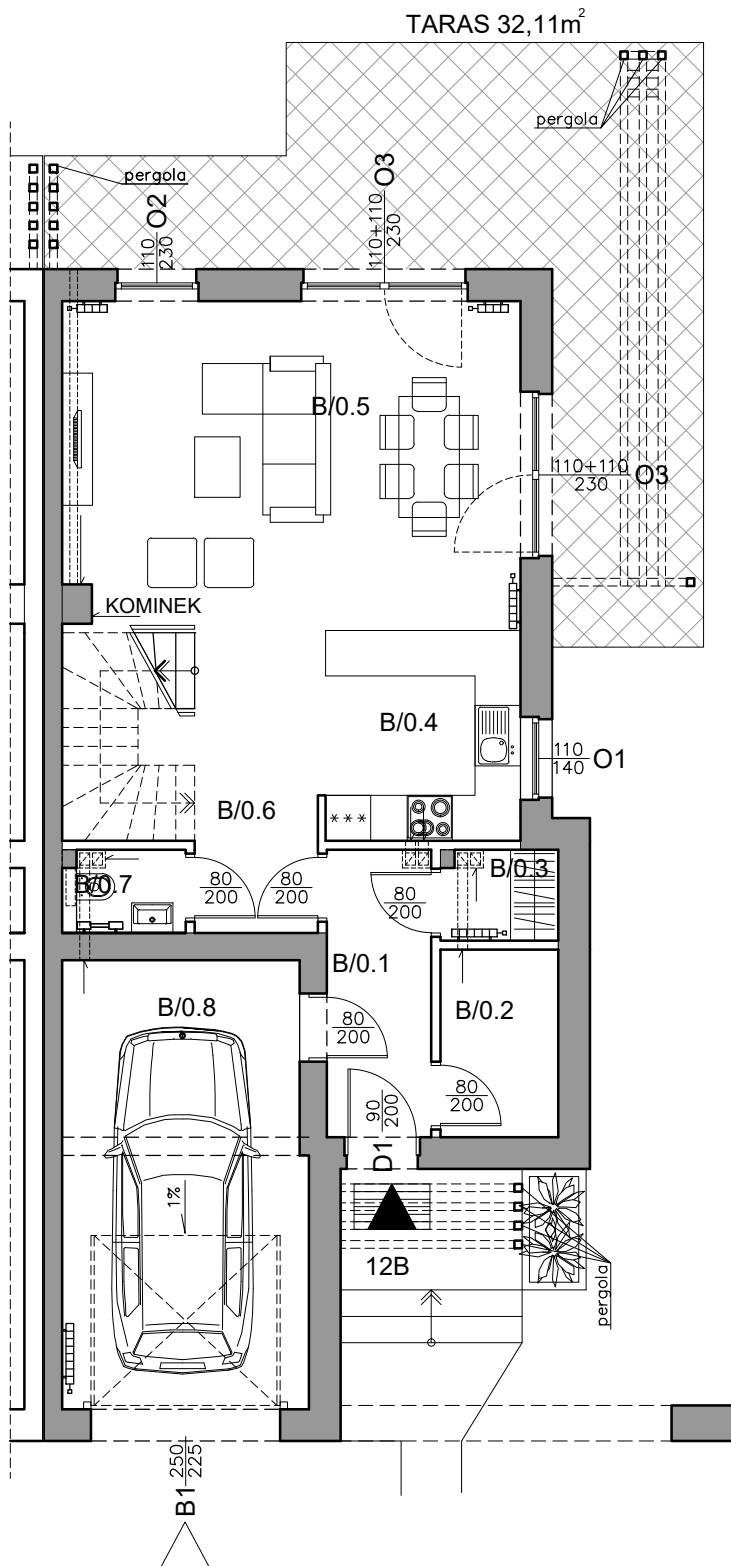 TARAS 32,11m²
pergola
pergola
O2
110
230
O3
110+110
230
B/0.5
110+110
230
O3
KOMINEK
B/0.4
110
140
O1
B/0.6
***
B/0.7
80
200
80
200
80
200
B/0.3
B/0.1
B/0.8
B/0.2
80
200
80
200
90
200
D1
1%
12B
pergola
B1
250
225